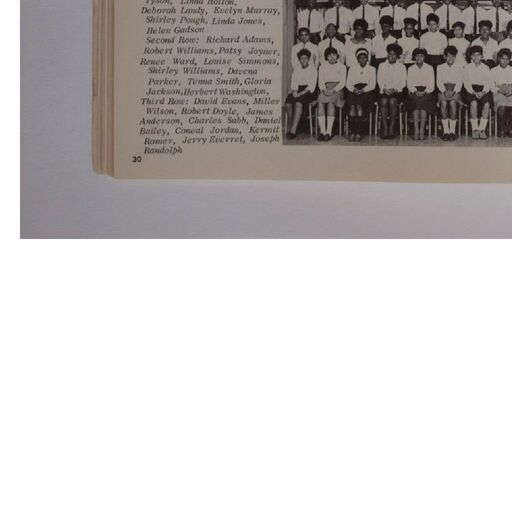 Tyson, Linda Holton,
Deborah Landy, Evelyn Murray,
Shirley Pough, Linda Jones,
Helen Gadson
Second Row: Richard Adams,
Robert Williams, Patsy Joyner,
Renee Ward, Louise Simmons,
Shirley Williams, Davena
Parker, Tenna Smith, Gloria
Jackson, Herbert Washington,
Third Row: David Evans, Miller
Wilson, Robert Doyle, James
Anderson, Charles Sabb, Daniel
Bailey, Coneal Jordan, Kermit
Romer, Jerry Everret, Joseph
Randolph
30